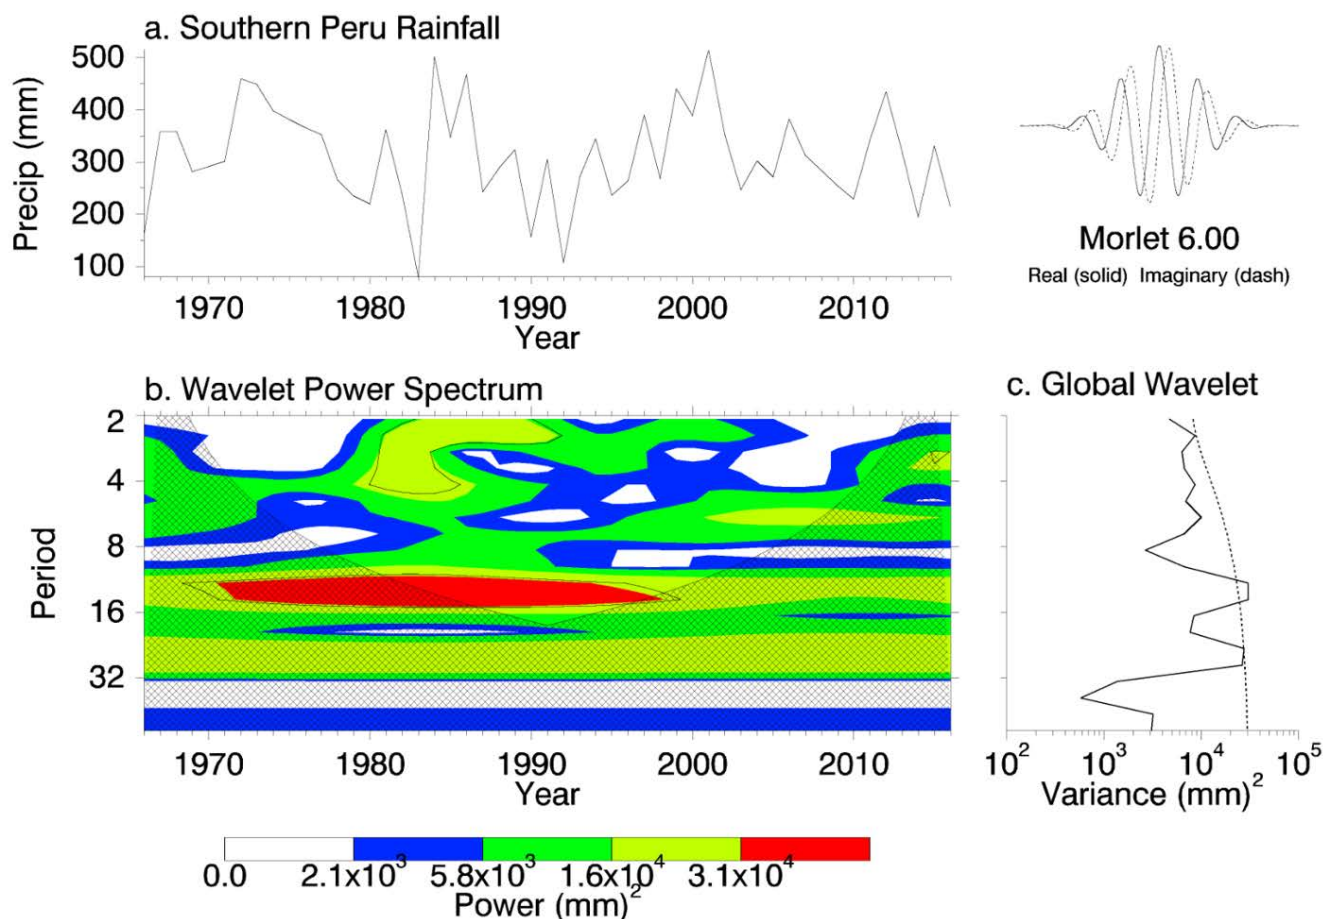 a. Southern Peru Rainfall
500
400
300
200
100
Precip (mm)
1970 1980 1990 2000 2010
Year
Morlet 6.00
Real (solid) Imaginary (dash)
b. Wavelet Power Spectrum
2
4
8
16
32
Period
1970 1980 1990 2000 2010
Year
c. Global Wavelet
10² 10³ 10⁴ 10⁵
Variance (mm)²
0.0 2.1x10³ 5.8x10³ 1.6x10⁴ 3.1x10⁴
Power (mm)²